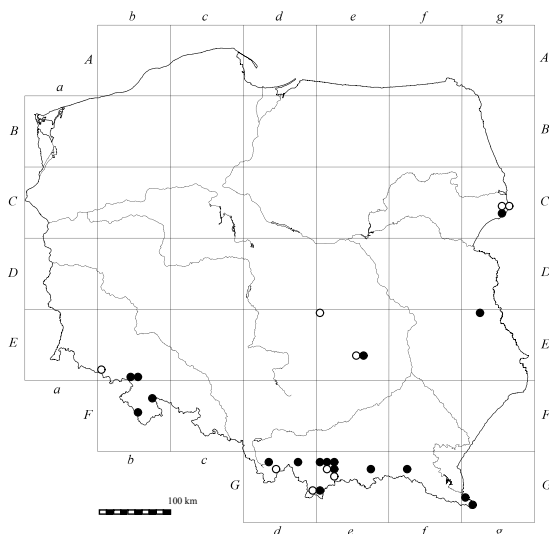 b c d e f g
A A
a
B B
C C
D D
E E
a
F F
b c
G G
100 km
d e f g